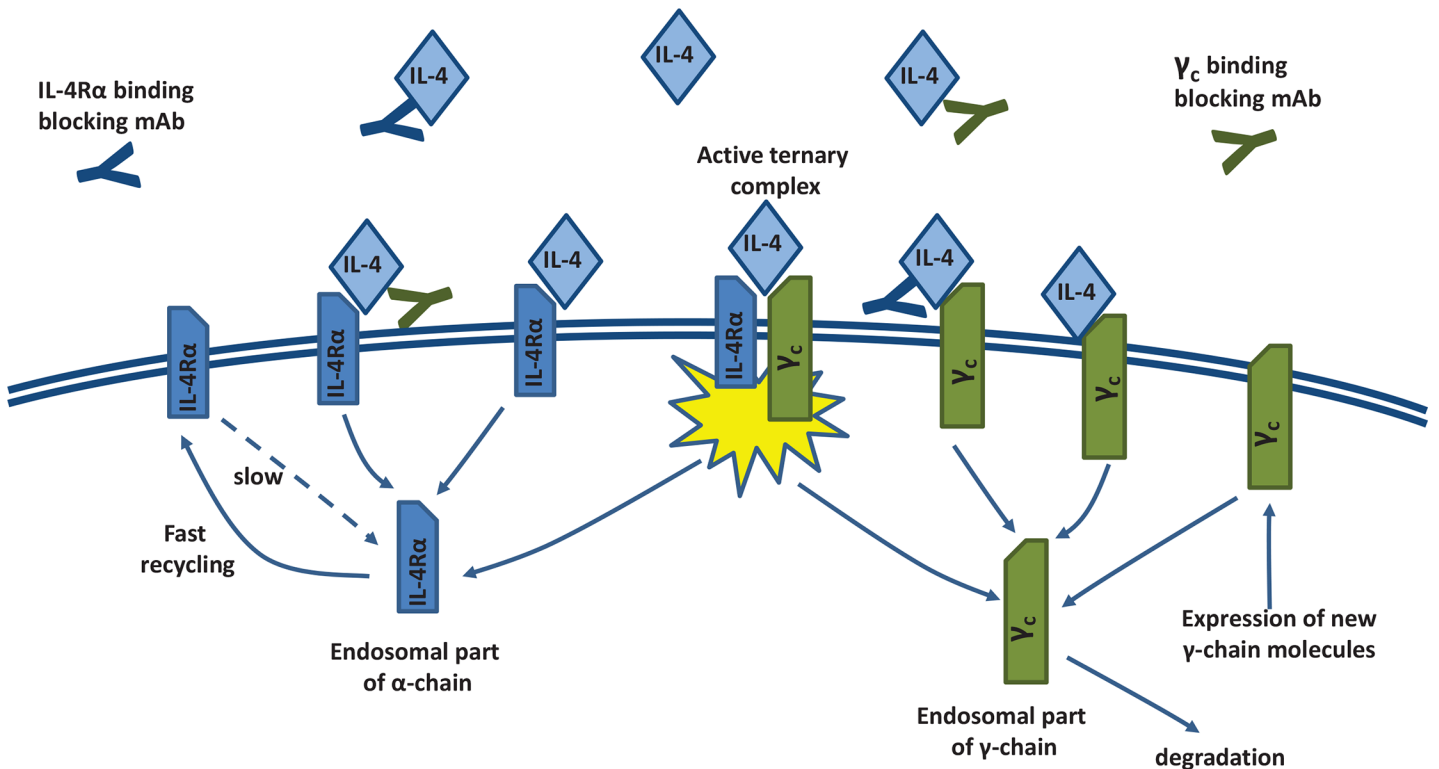 IL-4
IL-4
IL-4
IL-4Rα binding
blocking mAb
γc binding
blocking mAb
Active ternary
complex
IL-4
IL-4
IL-4
IL-4
IL-4
IL-4Rα
IL-4Rα
IL-4Rα
IL-4Rα
γc
γc
γc
γc
slow
Fast
recycling
IL-4Rα
γc
Endosomal part
of α-chain
Expression of new
γ-chain molecules
Endosomal part
of γ-chain
degradation